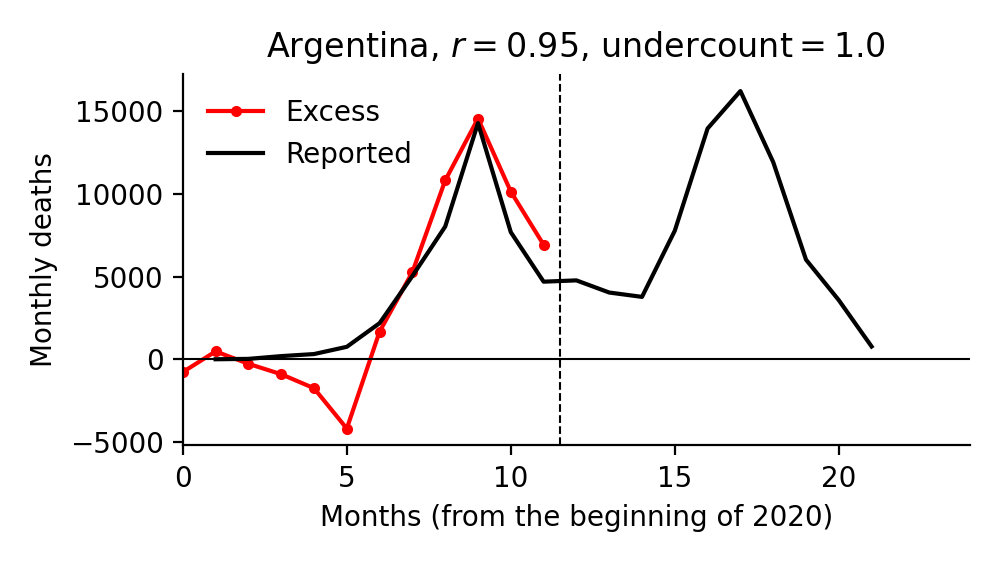 Argentina, r = 0.95, undercount = 1.0
Excess
Reported
Monthly deaths
15000
10000
5000
0
−5000
0 5 10 15 20
Months (from the beginning of 2020)